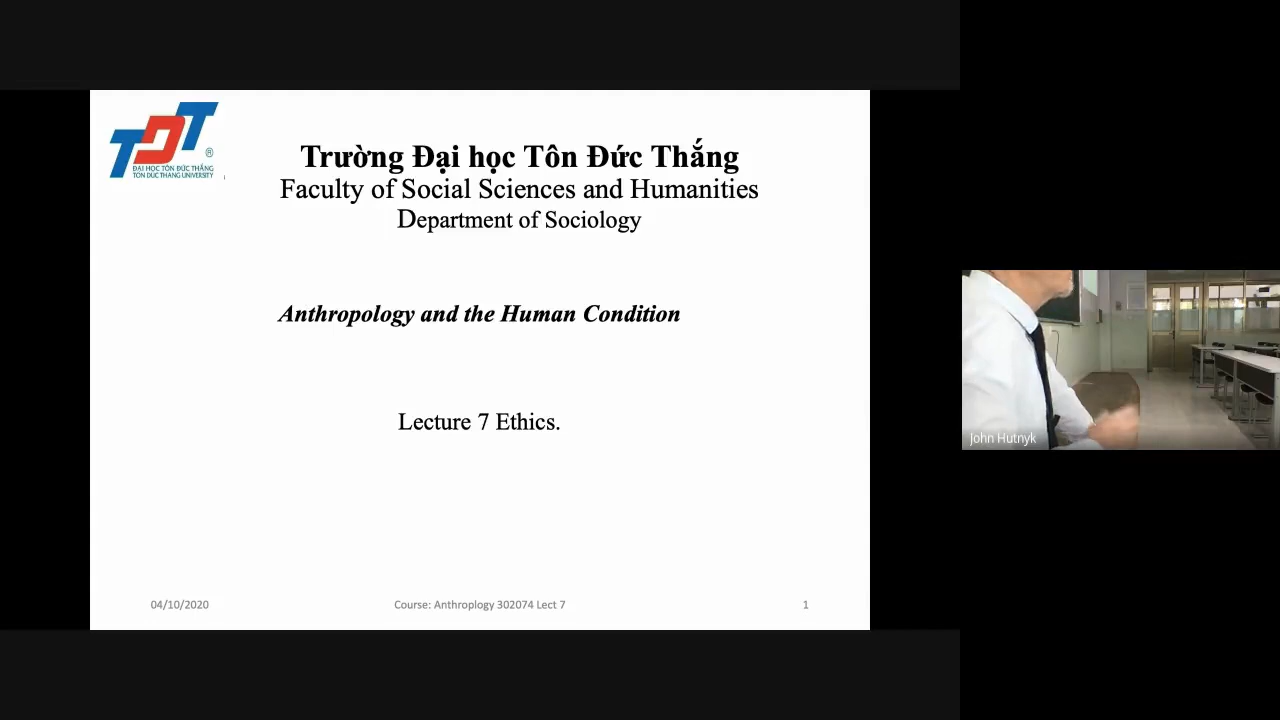 TDT
®
ĐẠI HỌC TÔN ĐỨC THẮNG
TON DUC THANG UNIVERSITY
Trường Đại học Tôn Đức Thắng
Faculty of Social Sciences and Humanities
Department of Sociology
Anthropology and the Human Condition
Lecture 7 Ethics.
04/10/2020
Course: Anthroplogy 302074 Lect 7
1
John Hutnyk